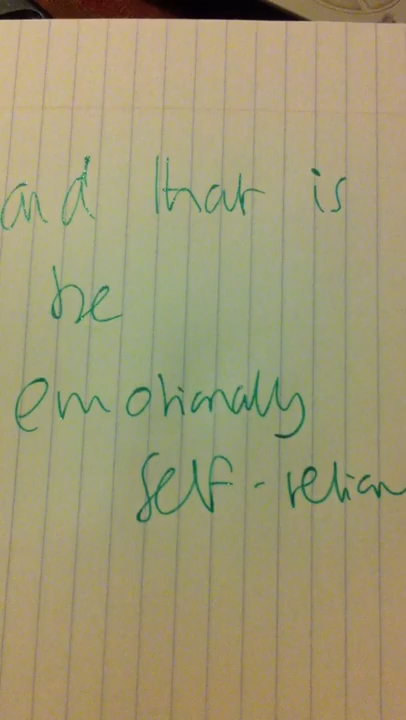 and that is
be
emotionally
self-relian